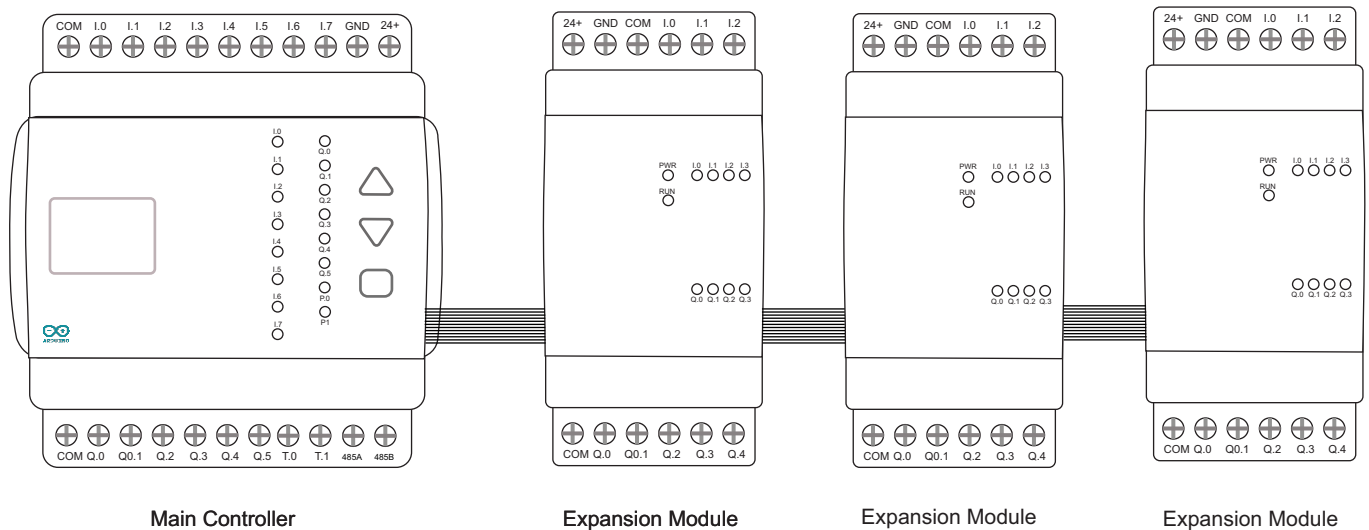 COM I.0 I.1 I.2 I.3 I.4 I.5 I.6 I.7 GND 24+
I.0
I.1
I.2
I.3
I.4
I.5
I.6
I.7
Q.0
Q.1
Q.2
Q.3
Q.4
Q.5
P.0
P1
COM Q.0 Q0.1 Q.2 Q.3 Q.4 Q.5 T.0 T.1 485A 485B
Main Controller
24+ GND COM I.0 I.1 I.2
PWR I.0 I.1 I.2 I.3
RUN
Q.0 Q.1 Q.2 Q.3
COM Q.0 Q0.1 Q.2 Q.3 Q.4
Expansion Module
24+ GND COM I.0 I.1 I.2
PWR I.0 I.1 I.2 I.3
RUN
Q.0 Q.1 Q.2 Q.3
COM Q.0 Q0.1 Q.2 Q.3 Q.4
Expansion Module
24+ GND COM I.0 I.1 I.2
PWR I.0 I.1 I.2 I.3
RUN
Q.0 Q.1 Q.2 Q.3
COM Q.0 Q0.1 Q.2 Q.3 Q.4
Expansion Module